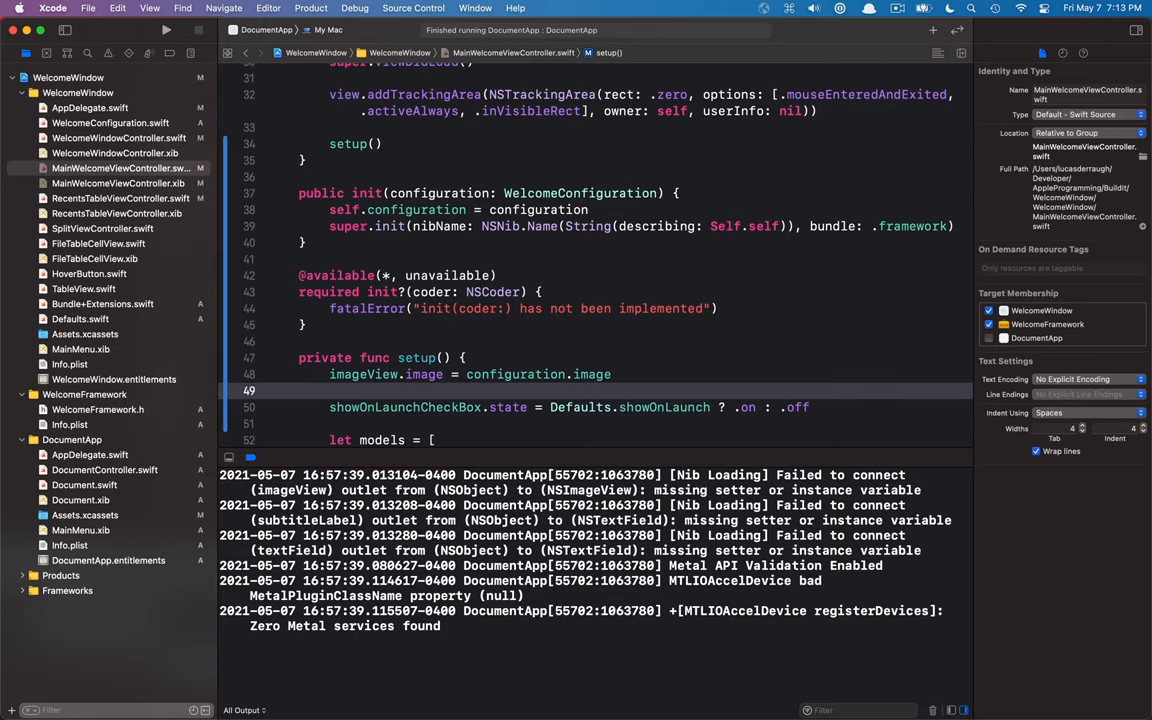 Xcode File Edit View Find Navigate Editor Product Debug Source Control Window Help Fri May 7 7:13 PM
DocumentApp › My Mac Finished running DocumentApp : DocumentApp
WelcomeWindow › WelcomeWindow › MainWelcomeViewController.swift › M setup()
WelcomeWindow M
WelcomeWindow
AppDelegate.swift M
WelcomeConfiguration.swift A
WelcomeWindowController.swift M
WelcomeWindowController.xib
MainWelcomeViewController.sw... M
MainWelcomeViewController.xib M
RecentsTableViewController.swift M
RecentsTableViewController.xib
SplitViewController.swift M
FileTableCellView.swift
FileTableCellView.xib
HoverButton.swift
TableView.swift
Bundle+Extensions.swift A
Defaults.swift A
Assets.xcassets
MainMenu.xib
Info.plist
WelcomeWindow.entitlements
WelcomeFramework
WelcomeFramework.h A
Info.plist A
DocumentApp
AppDelegate.swift A
DocumentController.swift A
Document.swift A
Document.xib A
Assets.xcassets M
MainMenu.xib A
Info.plist A
DocumentApp.entitlements A
Products
Frameworks
Filter
30 super.viewDidLoad()
31
32 view.addTrackingArea(NSTrackingArea(rect: .zero, options: [.mouseEnteredAndExited,
.activeAlways, .inVisibleRect], owner: self, userInfo: nil))
33
34 setup()
35 }
36
37 public init(configuration: WelcomeConfiguration) {
38 self.configuration = configuration
39 super.init(nibName: NSNib.Name(String(describing: Self.self)), bundle: .framework)
40 }
41
42 @available(*, unavailable)
43 required init?(coder: NSCoder) {
44 fatalError("init(coder:) has not been implemented")
45 }
46
47 private func setup() {
48 imageView.image = configuration.image
49
50 showOnLaunchCheckBox.state = Defaults.showOnLaunch ? .on : .off
51
52 let models = [
2021-05-07 16:57:39.013104-0400 DocumentApp[55702:1063780] [Nib Loading] Failed to connect
(imageView) outlet from (NSObject) to (NSImageView): missing setter or instance variable
2021-05-07 16:57:39.013208-0400 DocumentApp[55702:1063780] [Nib Loading] Failed to connect
(subtitleLabel) outlet from (NSObject) to (NSTextField): missing setter or instance variable
2021-05-07 16:57:39.013280-0400 DocumentApp[55702:1063780] [Nib Loading] Failed to connect
(textField) outlet from (NSObject) to (NSTextField): missing setter or instance variable
2021-05-07 16:57:39.080627-0400 DocumentApp[55702:1063780] Metal API Validation Enabled
2021-05-07 16:57:39.114617-0400 DocumentApp[55702:1063780] MTLIOAccelDevice bad
MetalPluginClassName property (null)
2021-05-07 16:57:39.115507-0400 DocumentApp[55702:1063780] +[MTLIOAccelDevice registerDevices]:
Zero Metal services found
All Output Filter
Identity and Type
Name MainWelcomeViewController.s
wift
Type Default - Swift Source
Location Relative to Group
MainWelcomeViewController.
swift
Full Path /Users/lucasderraugh/
Developer/
AppleProgramming/BuildIt/
WelcomeWindow/
WelcomeWindow/
MainWelcomeViewController.
swift
On Demand Resource Tags
Only resources are taggable
Target Membership
WelcomeWindow
WelcomeFramework
DocumentApp
Text Settings
Text Encoding No Explicit Encoding
Line Endings No Explicit Line Endings
Indent Using Spaces
Widths 4 4
Tab Indent
Wrap lines